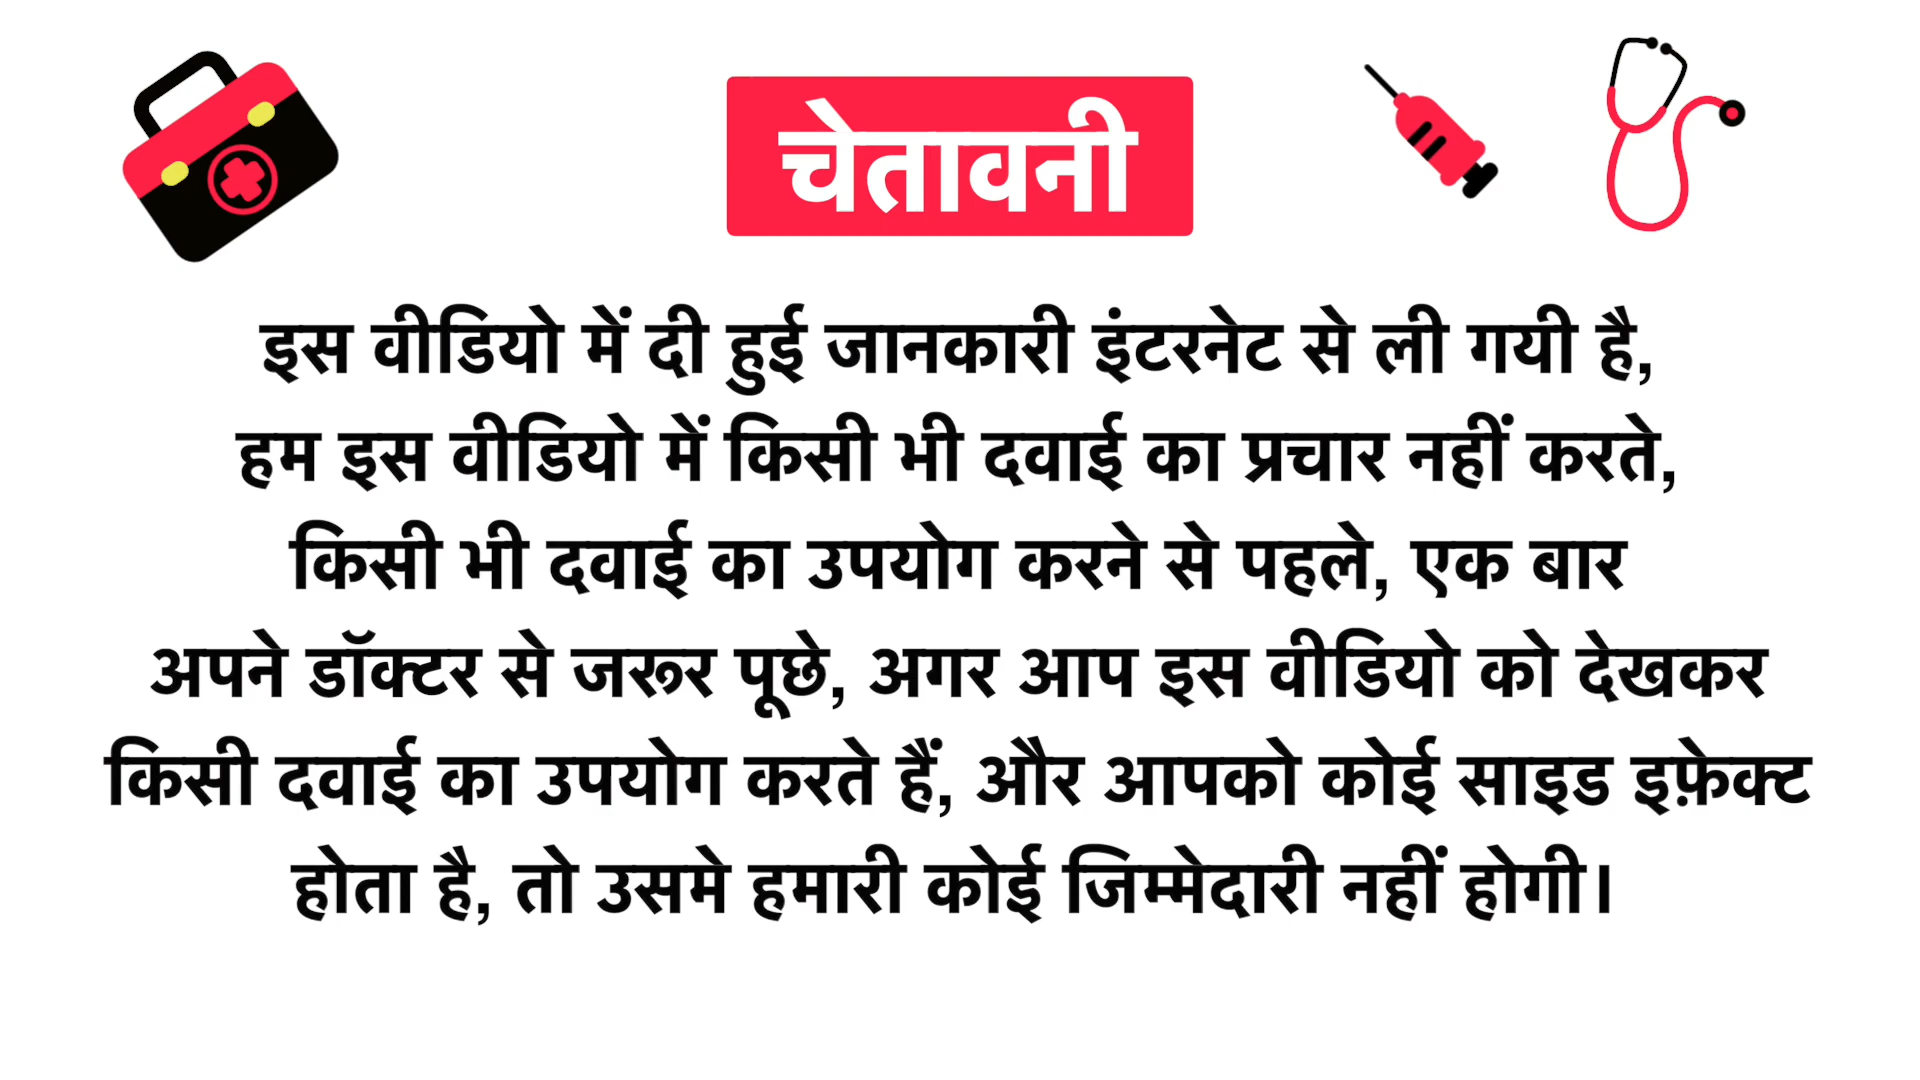 चेतावनी
इस वीडियो में दी हुई जानकारी इंटरनेट से ली गयी है,
हम इस वीडियो में किसी भी दवाई का प्रचार नहीं करते,
किसी भी दवाई का उपयोग करने से पहले, एक बार
अपने डॉक्टर से जरूर पूछे, अगर आप इस वीडियो को देखकर
किसी दवाई का उपयोग करते हैं, और आपको कोई साइड इफ़ेक्ट
होता है, तो उसमे हमारी कोई जिम्मेदारी नहीं होगी।